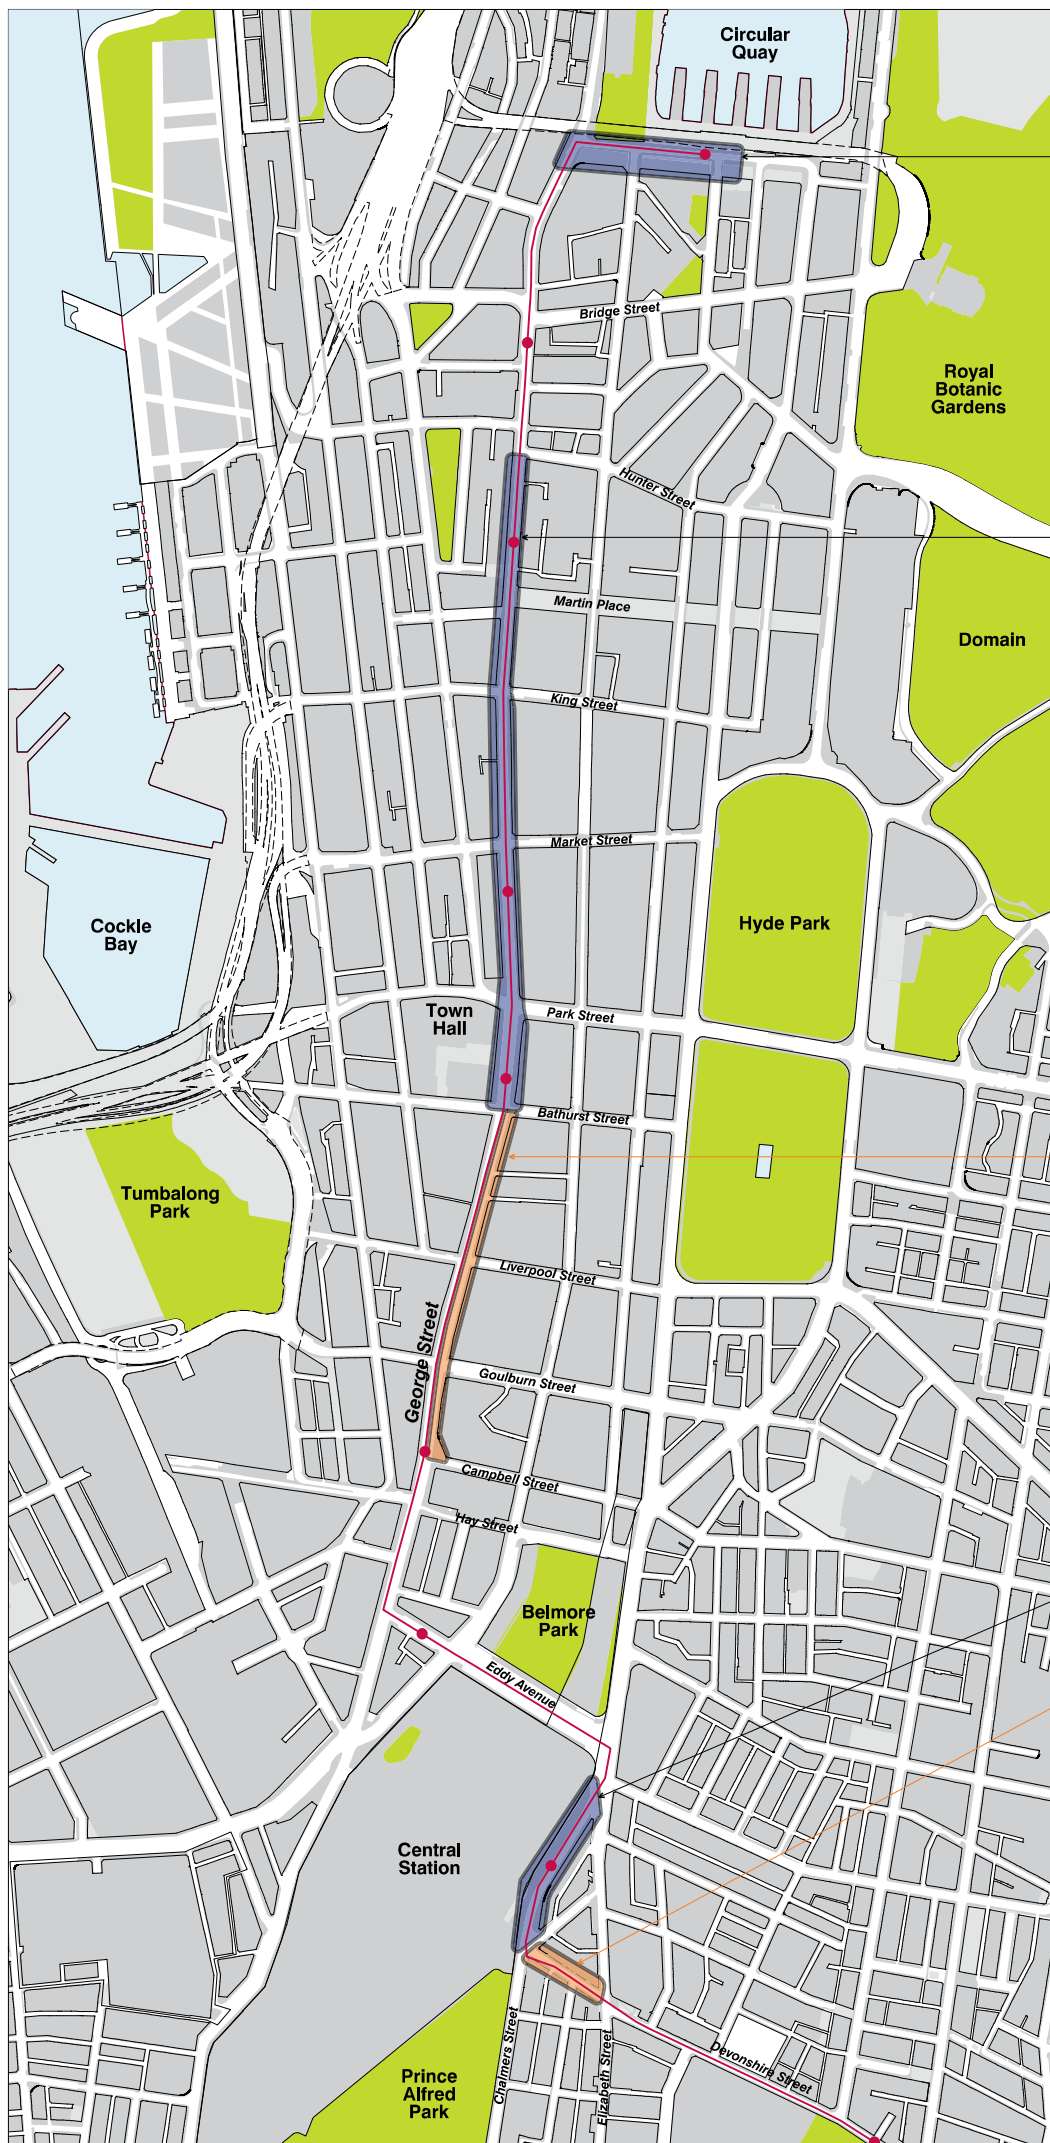 Circular
Quay
Bridge Street
Royal
Botanic
Gardens
Hunter Street
Martin Place
Domain
King Street
Market Street
Cockle
Bay
Hyde Park
Town
Hall
Park Street
Bathurst Street
Tumbalong
Park
Liverpool Street
George Street
Goulburn Street
Campbell Street
Hay Street
Belmore
Park
Eddy Avenue
Central
Station
Chalmers Street
Elizabeth Street
Devonshire Street
Prince
Alfred
Park